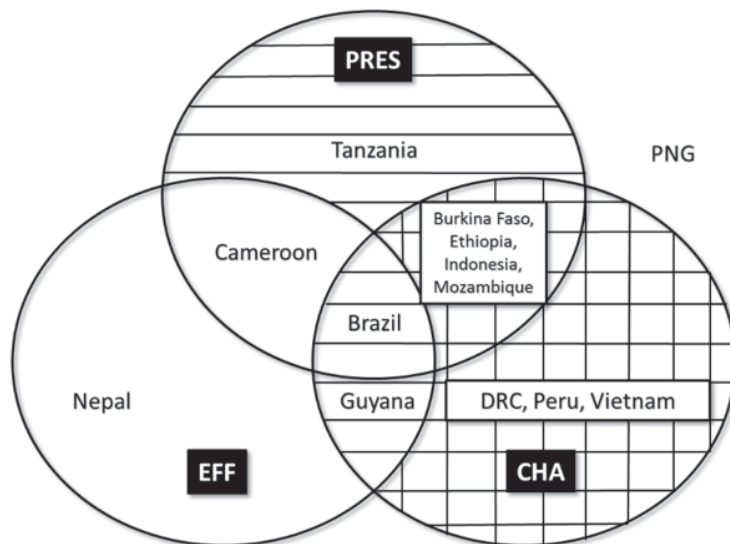 PRES
Tanzania
PNG
Burkina Faso,
Ethiopia,
Indonesia,
Mozambique
Cameroon
Brazil
Nepal
Guyana
DRC, Peru, Vietnam
EFF
CHA